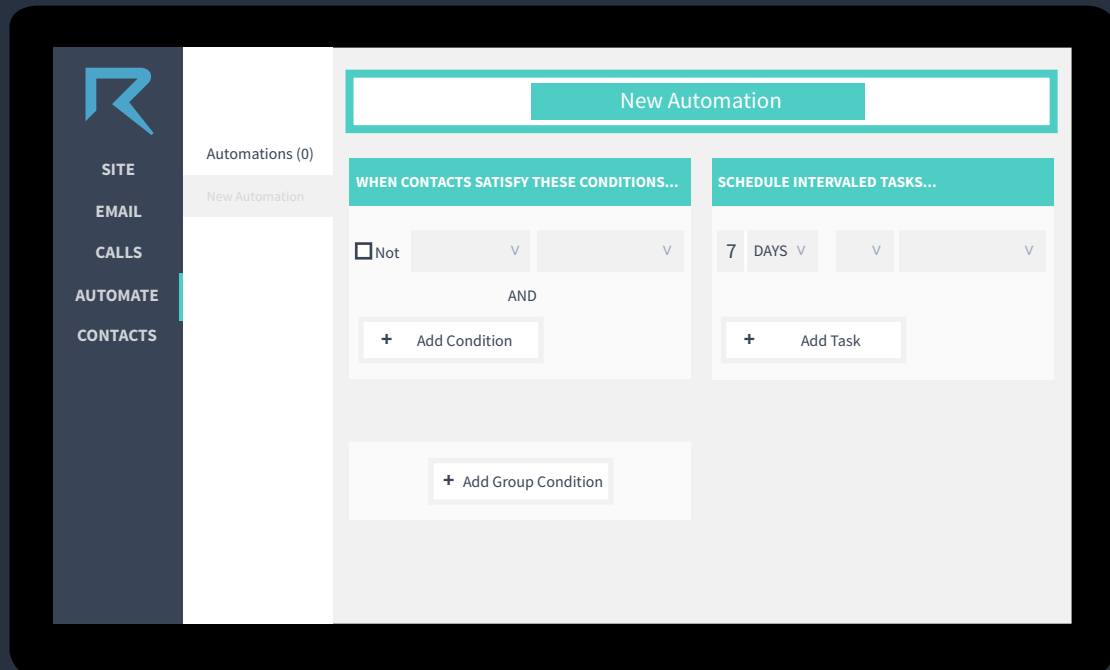 SITE
EMAIL
CALLS
AUTOMATE
CONTACTS
Automations (0)
New Automation
New Automation
WHEN CONTACTS SATISFY THESE CONDITIONS...
Not
AND
+ Add Condition
+ Add Group Condition
SCHEDULE INTERVALED TASKS...
7 DAYS
+ Add Task